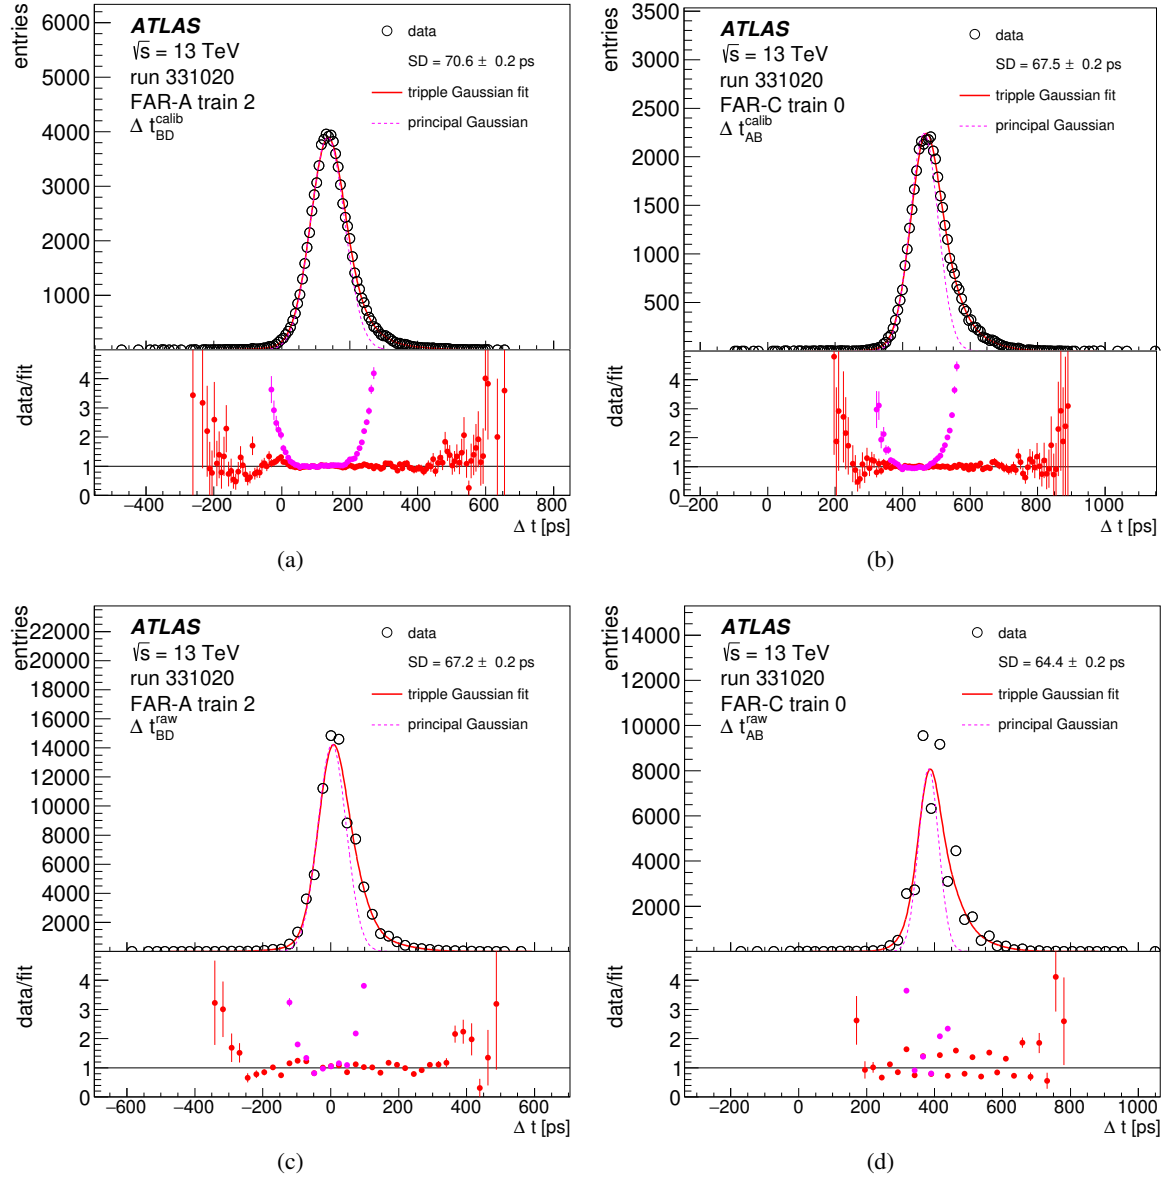 entries
6000
5000
4000
3000
2000
1000
ATLAS
√s = 13 TeV
run 331020
FAR-A train 2
Δ t_BD^calib
data
SD = 70.6 ± 0.2 ps
tripple Gaussian fit
principal Gaussian
data/fit
4
3
2
1
0
−400 −200 0 200 400 600 800
Δ t [ps]
(a)
entries
3500
3000
2500
2000
1500
1000
500
ATLAS
√s = 13 TeV
run 331020
FAR-C train 0
Δ t_AB^calib
data
SD = 67.5 ± 0.2 ps
tripple Gaussian fit
principal Gaussian
data/fit
4
3
2
1
0
−200 0 200 400 600 800 1000
Δ t [ps]
(b)
entries
22000
20000
18000
16000
14000
12000
10000
8000
6000
4000
2000
ATLAS
√s = 13 TeV
run 331020
FAR-A train 2
Δ t_BD^raw
data
SD = 67.2 ± 0.2 ps
tripple Gaussian fit
principal Gaussian
data/fit
4
3
2
1
0
−600 −400 −200 0 200 400 600
Δ t [ps]
(c)
entries
14000
12000
10000
8000
6000
4000
2000
ATLAS
√s = 13 TeV
run 331020
FAR-C train 0
Δ t_AB^raw
data
SD = 64.4 ± 0.2 ps
tripple Gaussian fit
principal Gaussian
data/fit
4
3
2
1
0
−200 0 200 400 600 800 1000
Δ t [ps]
(d)